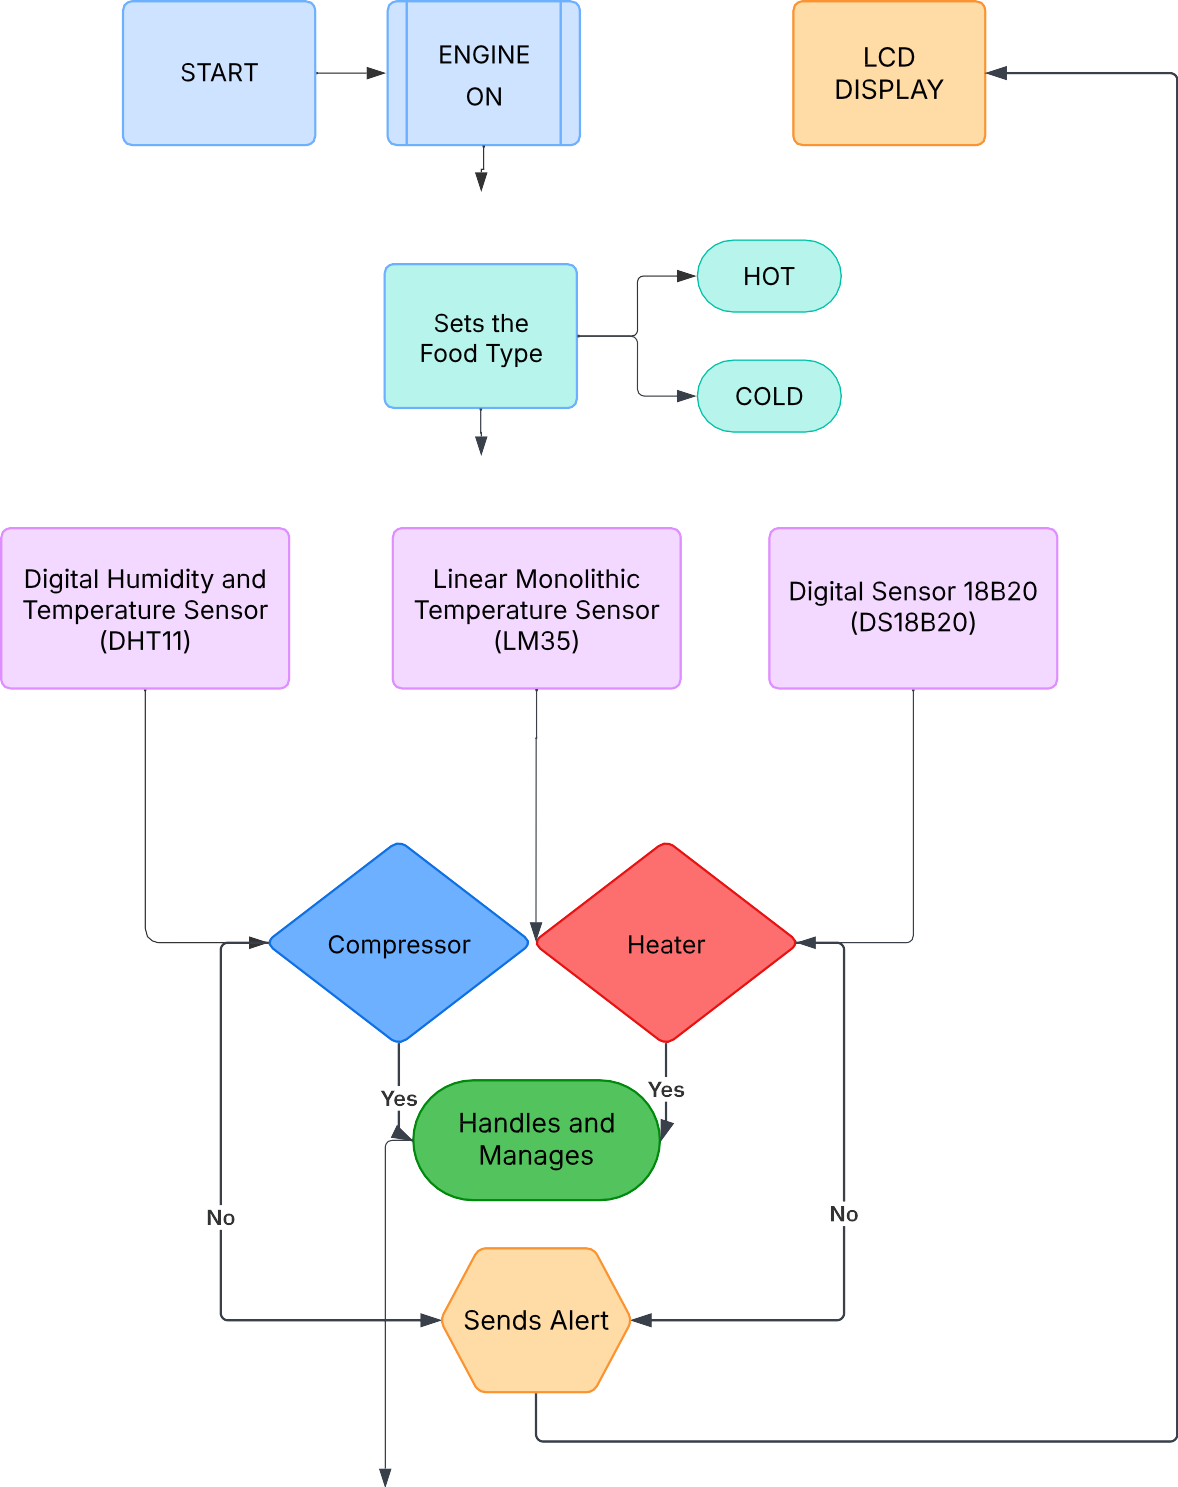 START
ENGINE
ON
LCD
DISPLAY
HOT
Sets the
Food Type
COLD
Digital Humidity and
Temperature Sensor
(DHT11)
Linear Monolithic
Temperature Sensor
(LM35)
Digital Sensor 18B20
(DS18B20)
Compressor
Heater
Yes
Yes
Handles and
Manages
No
No
Sends Alert